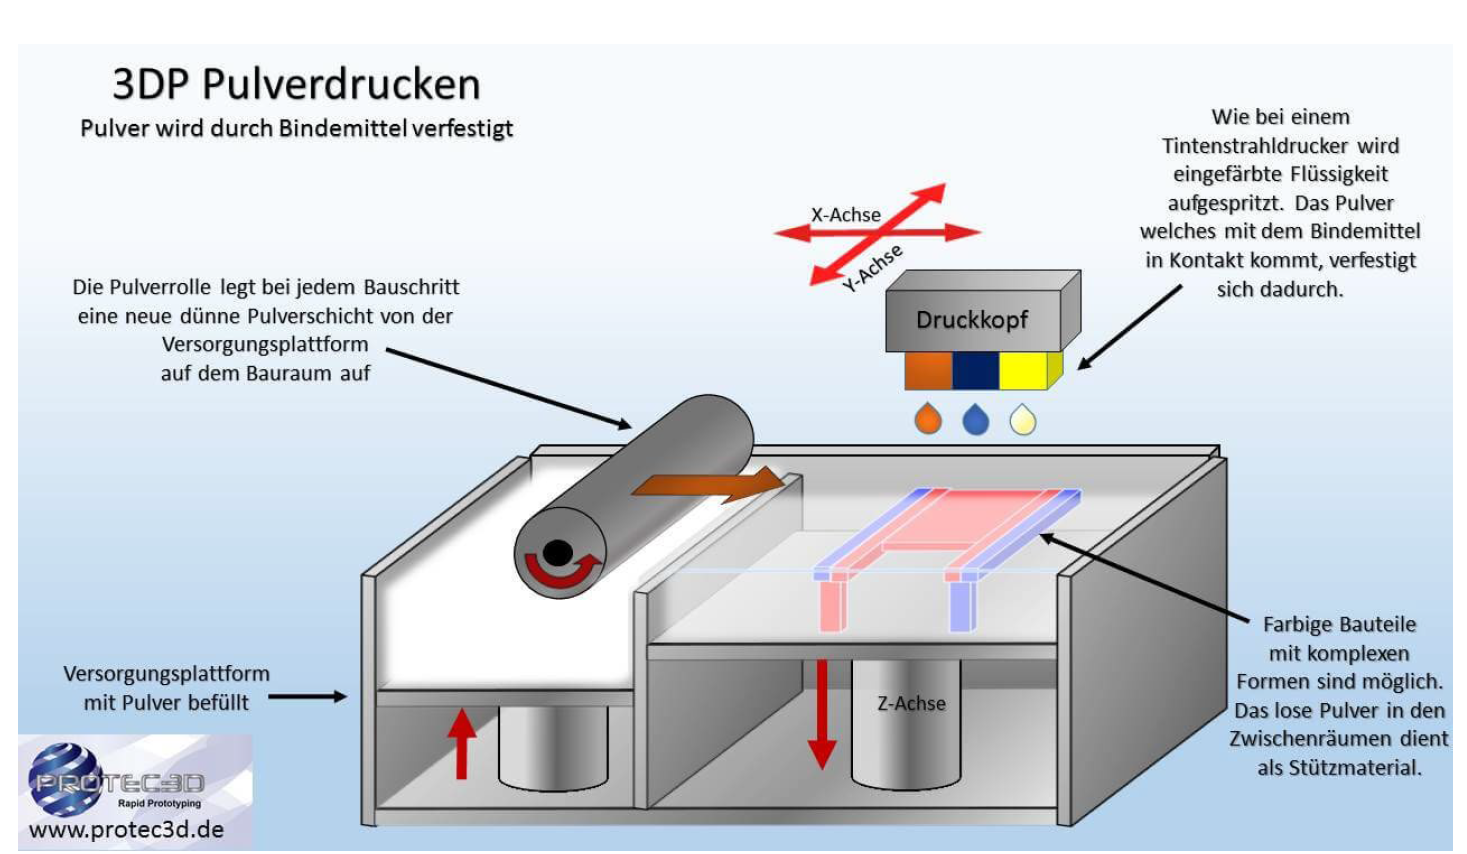 3DP Pulverdrucken
Pulver wird durch Bindemittel verfestigt
Wie bei einem
Tintenstrahldrucker wird
eingefärbte Flüssigkeit
aufgespritzt. Das Pulver
welches mit dem Bindemittel
in Kontakt kommt, verfestigt
sich dadurch.
X-Achse
Y-Achse
Druckkopf
Die Pulverrolle legt bei jedem Bauschritt
eine neue dünne Pulverschicht von der
Versorgungsplattform
auf dem Bauraum auf
Versorgungsplattform
mit Pulver befüllt
Z-Achse
Farbige Bauteile
mit komplexen
Formen sind möglich.
Das lose Pulver in den
Zwischenräumen dient
als Stützmaterial.
PROTEC3D
Rapid Prototyping
www.protec3d.de